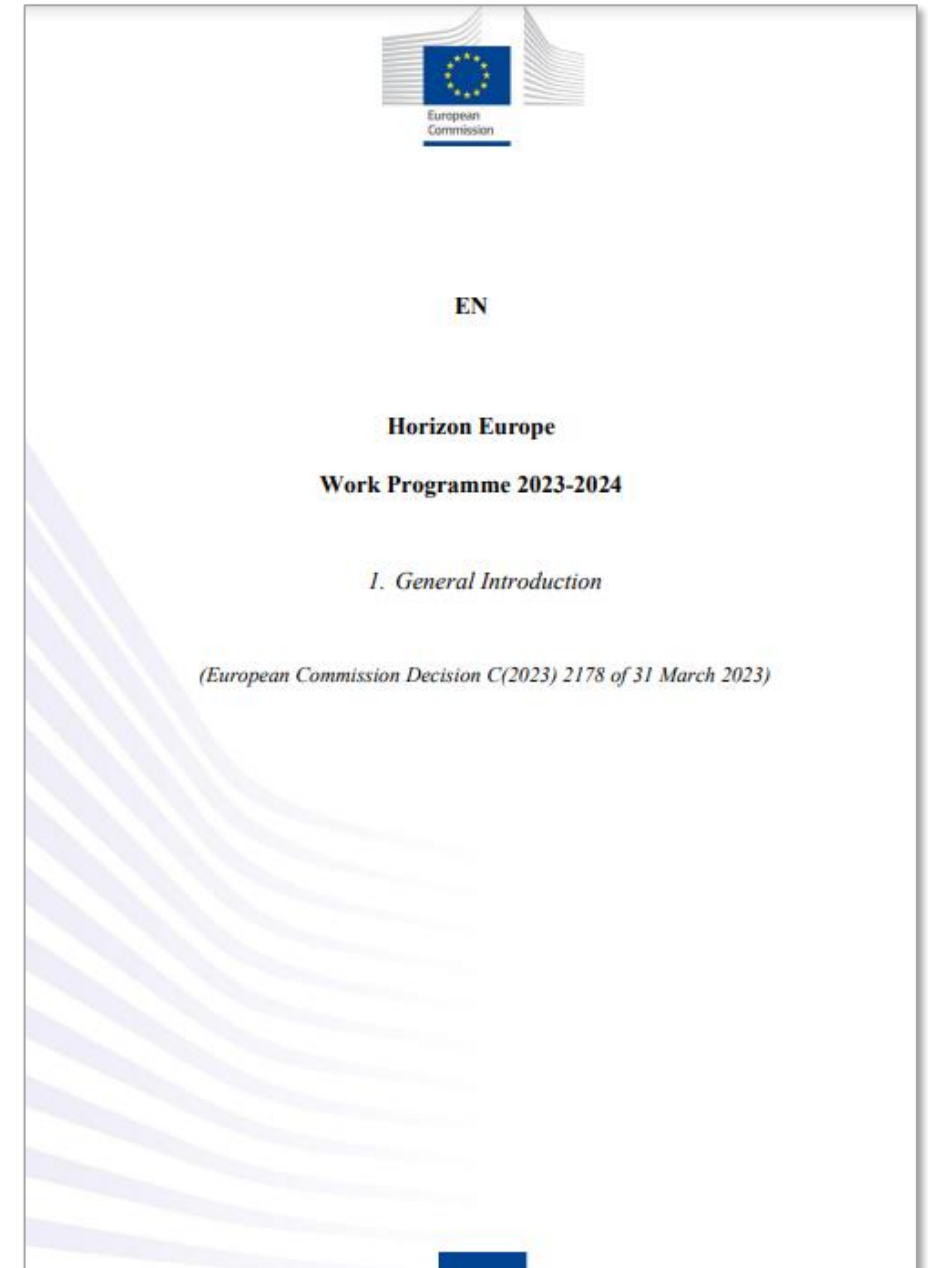 European
Commission
EN
Horizon Europe
Work Programme 2023-2024
1. General Introduction
(European Commission Decision C(2023) 2178 of 31 March 2023)